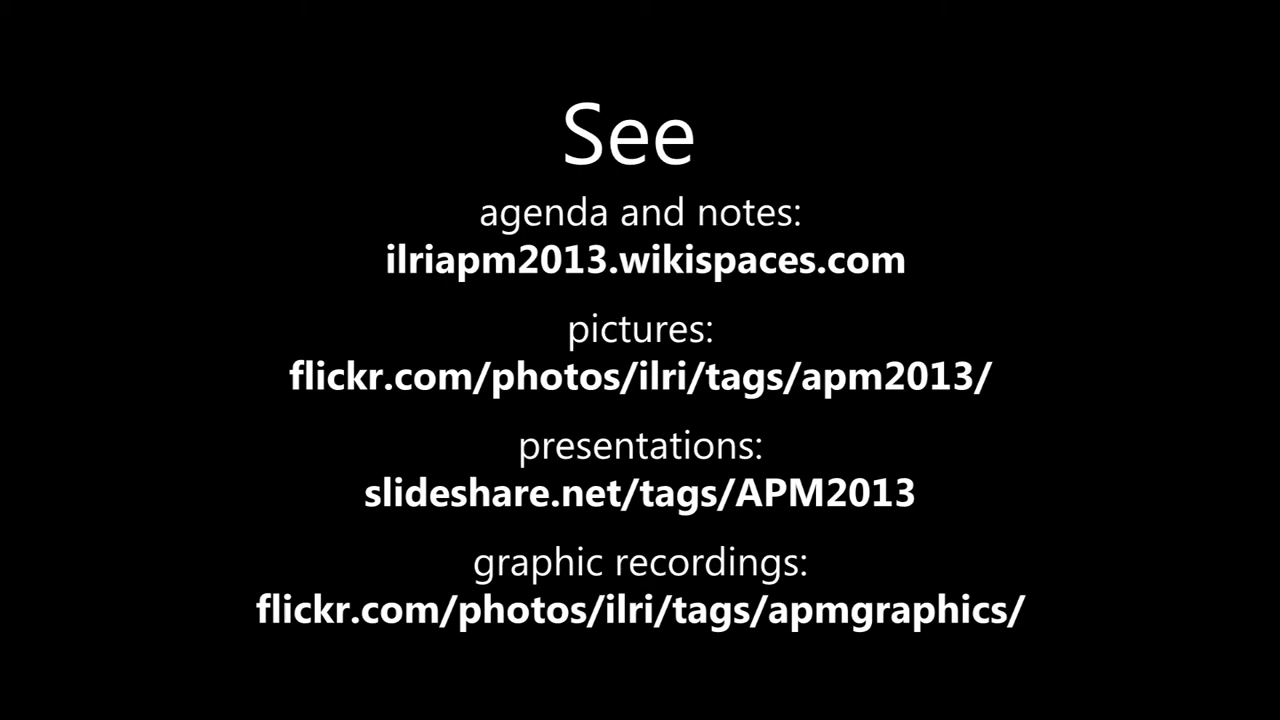 See
agenda and notes:
ilriapm2013.wikispaces.com
pictures:
flickr.com/photos/ilri/tags/apm2013/
presentations:
slideshare.net/tags/APM2013
graphic recordings:
flickr.com/photos/ilri/tags/apmgraphics/